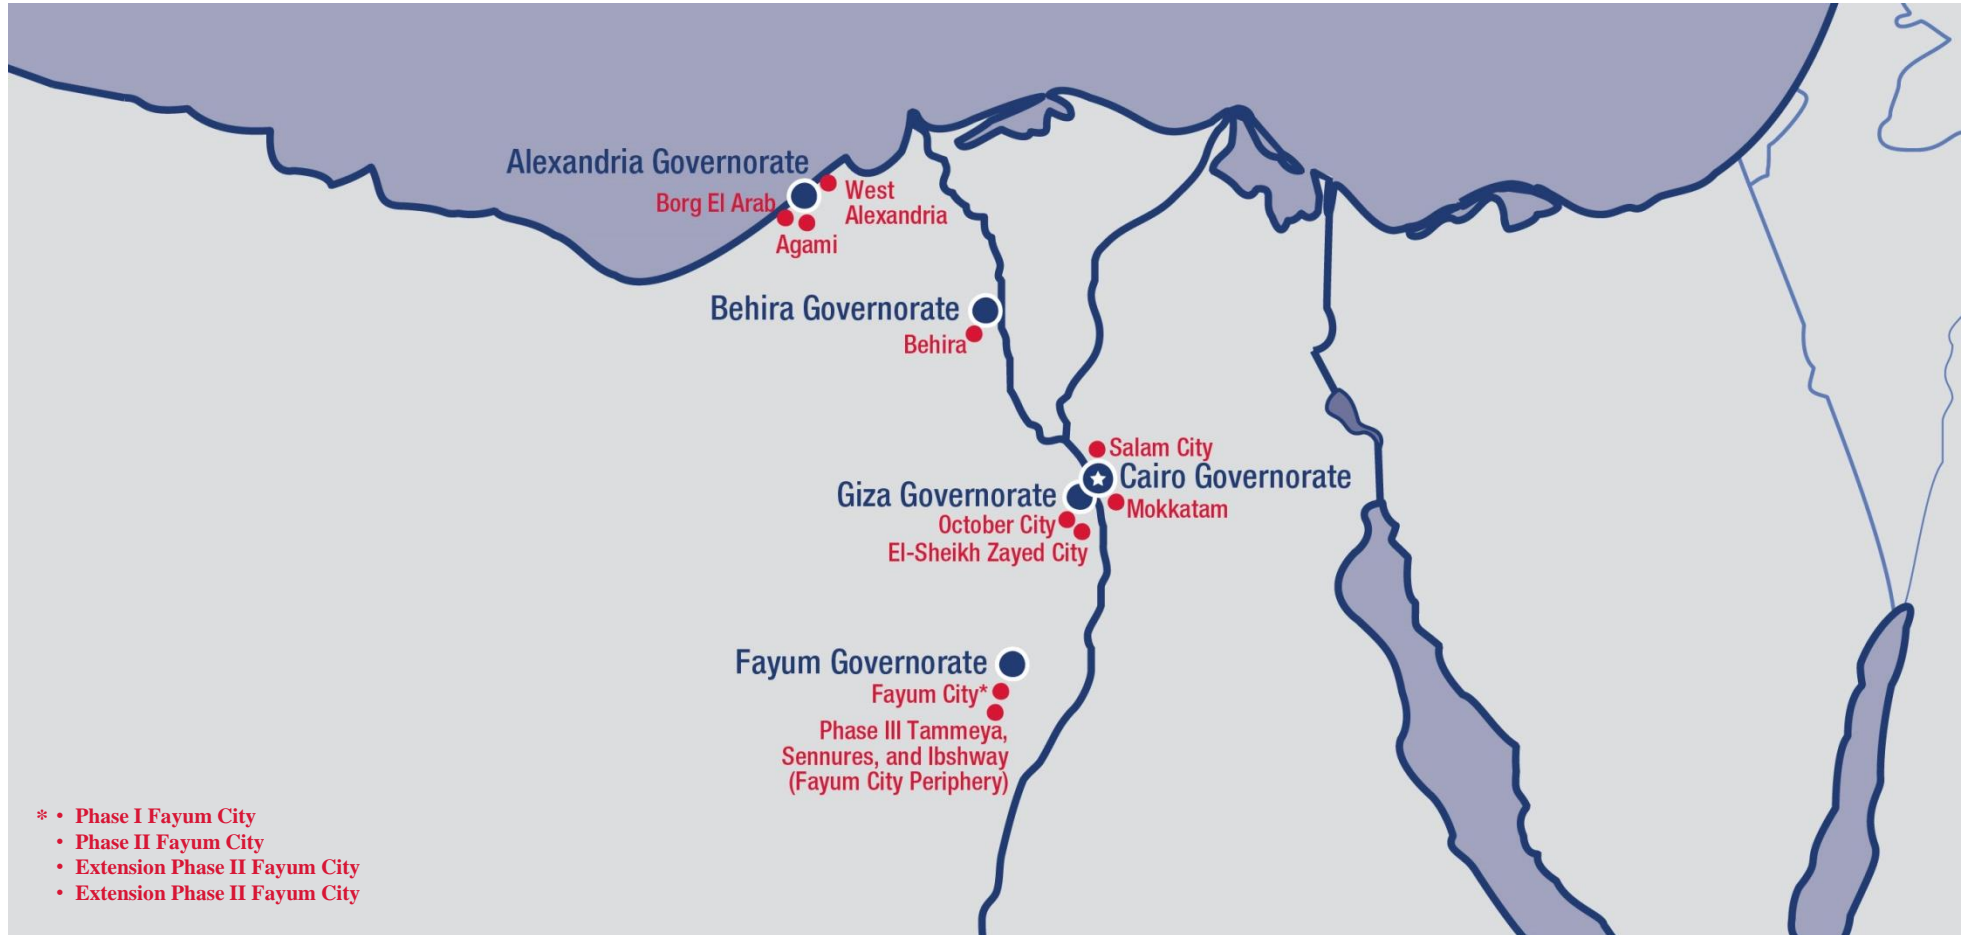 Alexandria Governorate
West
Alexandria
Borg El Arab
Agami
Behira Governorate
Behira
Salam City
Cairo Governorate
Giza Governorate
Mokkatam
October City
El-Sheikh Zayed City
Fayum Governorate
Fayum City*
Phase III Tammeya,
Sennures, and Ibshway
(Fayum City Periphery)
* • Phase I Fayum City
• Phase II Fayum City
• Extension Phase II Fayum City
• Extension Phase II Fayum City